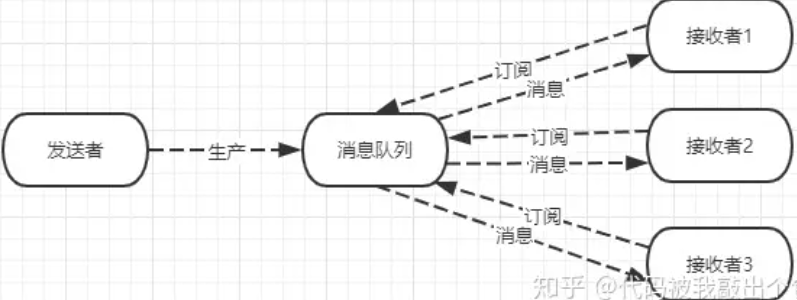 接收者1
订阅
消息
发送者
生产
消息队列
订阅
消息
接收者2
订阅
消息
接收者3
知乎 @代码被我敲出个